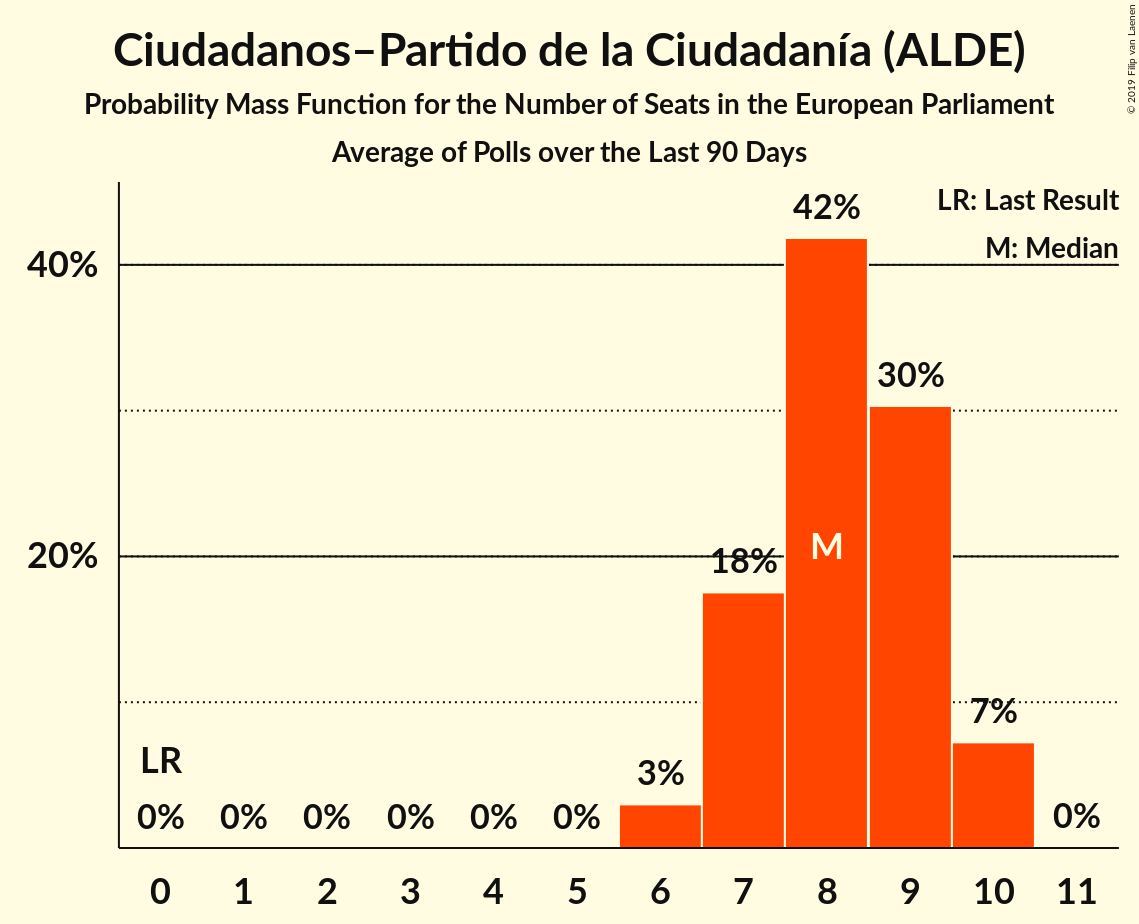 Ciudadanos–Partido de la Ciudadanía (ALDE)
Probability Mass Function for the Number of Seats in the European Parliament
Average of Polls over the Last 90 Days
© 2019 Filip van Laenen
LR: Last Result
M: Median
42%
40%
30%
20%
18%
M
7%
LR
3%
0% 0% 0% 0% 0% 0% 0%
0 1 2 3 4 5 6 7 8 9 10 11